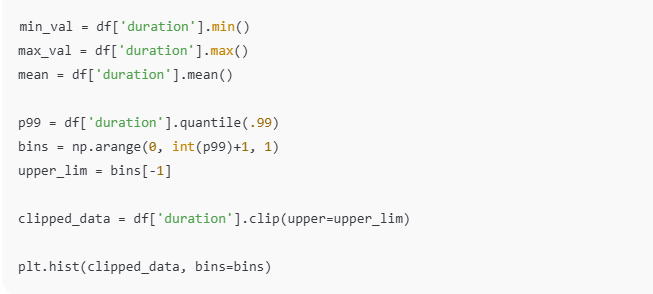 min_val = df['duration'].min()
max_val = df['duration'].max()
mean = df['duration'].mean()
p99 = df['duration'].quantile(.99)
bins = np.arange(0, int(p99)+1, 1)
upper_lim = bins[-1]
clipped_data = df['duration'].clip(upper=upper_lim)
plt.hist(clipped_data, bins=bins)